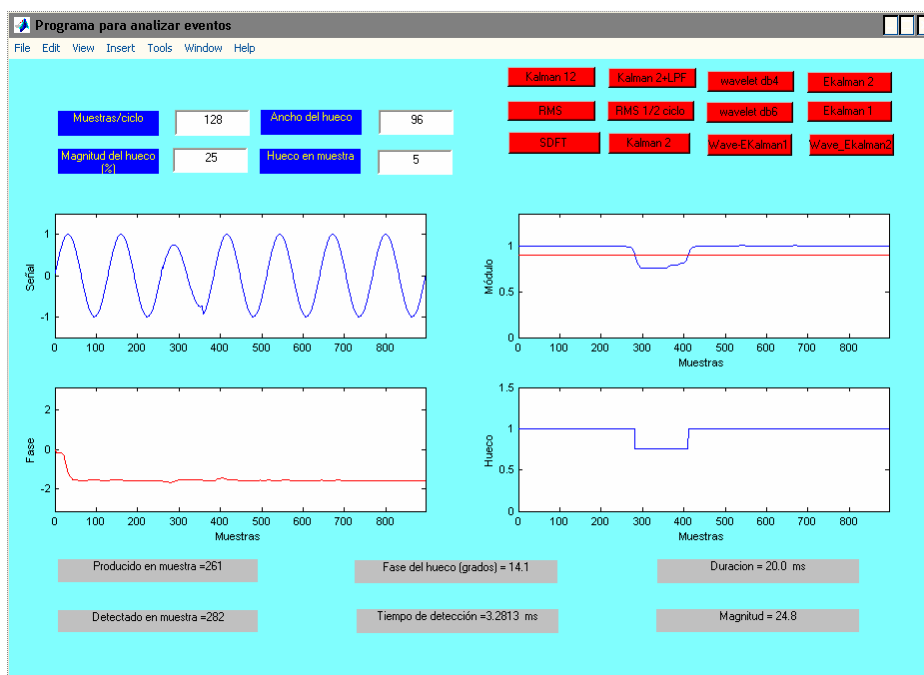 Programa para analizar eventos
File Edit View Insert Tools Window Help
Kalman 12 Kalman 2+LPF wavelet db4 Ekalman 2
Muestras/ciclo 128 Ancho del hueco 96
RMS RMS 1/2 ciclo wavelet db6 Ekalman 1
SDFT Kalman 2 Wave-EKalman1 Wave_EKalman2
Magnitud del hueco 25 Hueco en muestra 5
(%)
Señal
1
0
-1
0 100 200 300 400 500 600 700 800
Módulo
1
0.5
0
0 100 200 300 400 500 600 700 800
Muestras
Fase
2
0
-2
0 100 200 300 400 500 600 700 800
Muestras
Hueco
1.5
1
0.5
0
0 100 200 300 400 500 600 700 800
Muestras
Producido en muestra =261 Fase del hueco (grados) = 14.1 Duracion = 20.0 ms
Detectado en muestra =282 Tiempo de detección =3.2813 ms Magnitud = 24.8